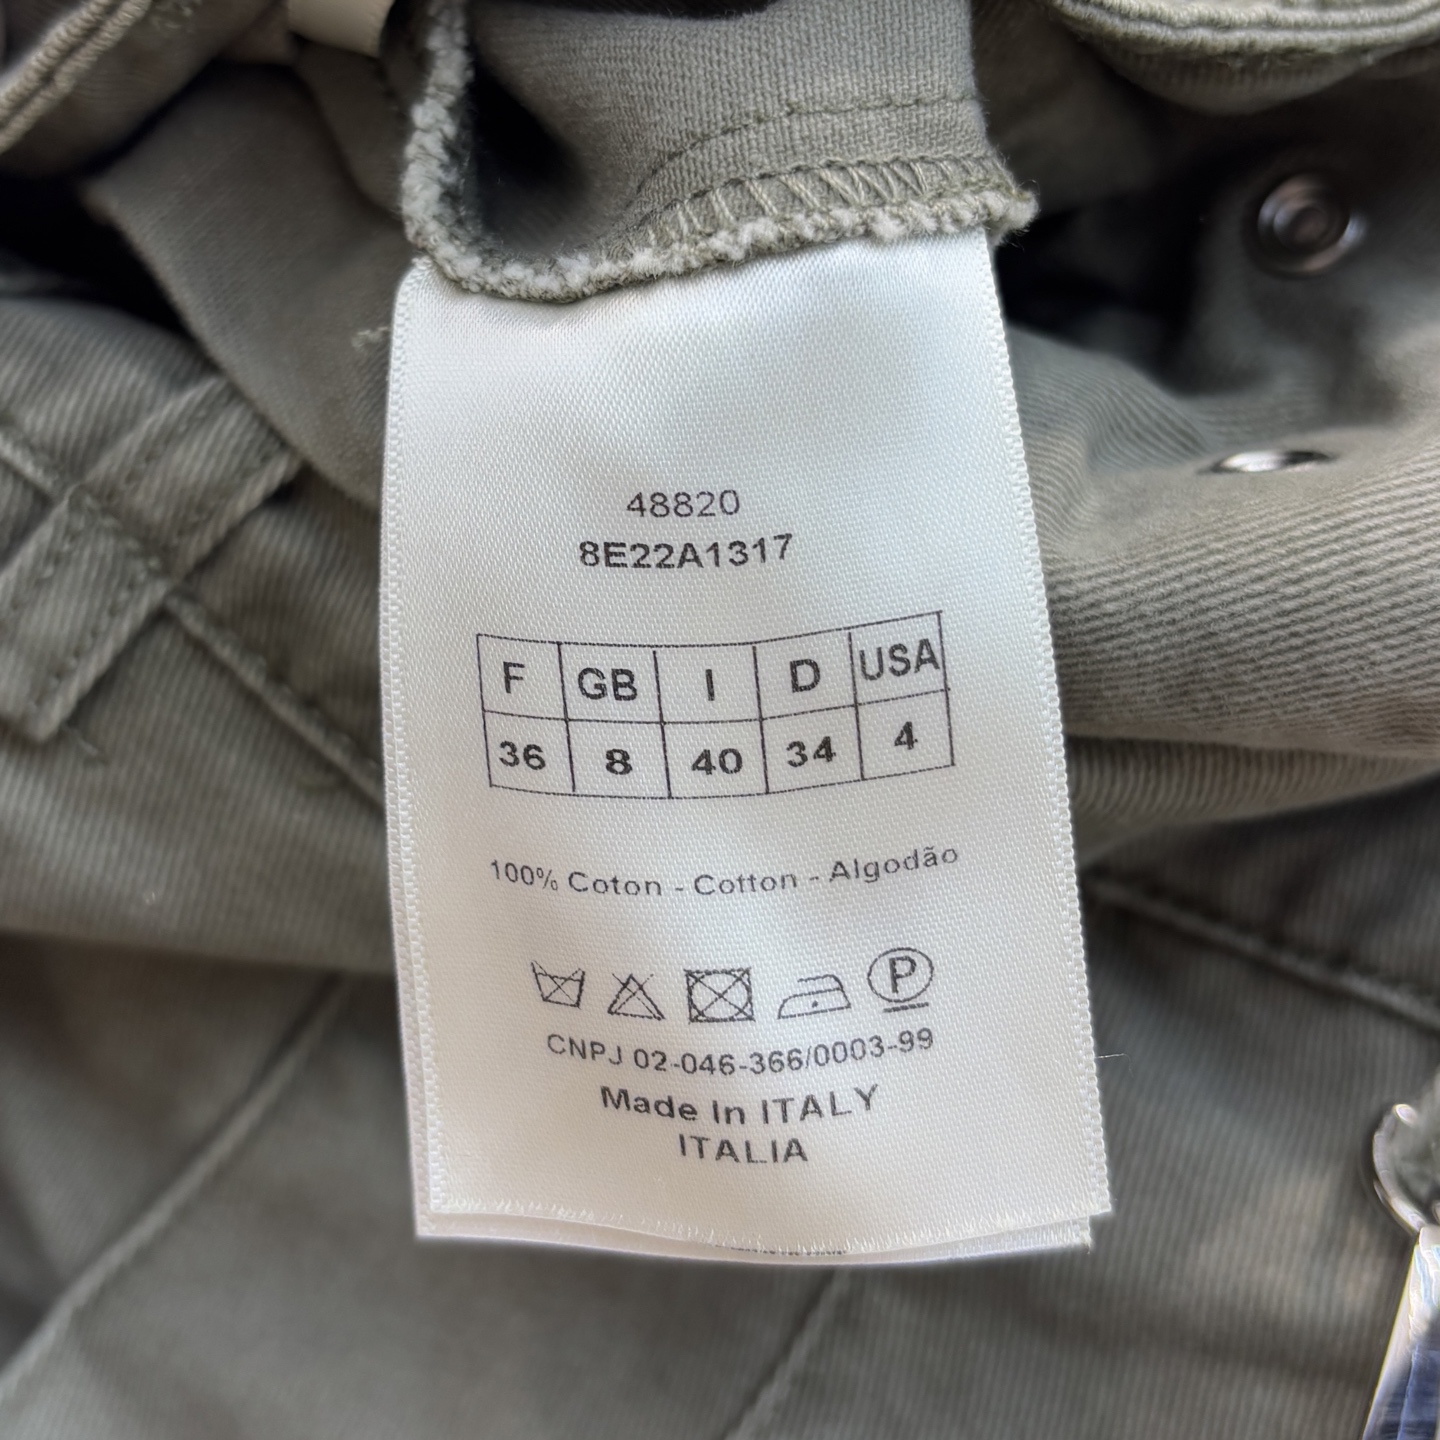 48820
8E22A1317
F GB I D USA
36 8 40 34 4
100% Coton - Cotton - Algodão
P
CNPJ 02-046-366/0003-99
Made In ITALY
ITALIA